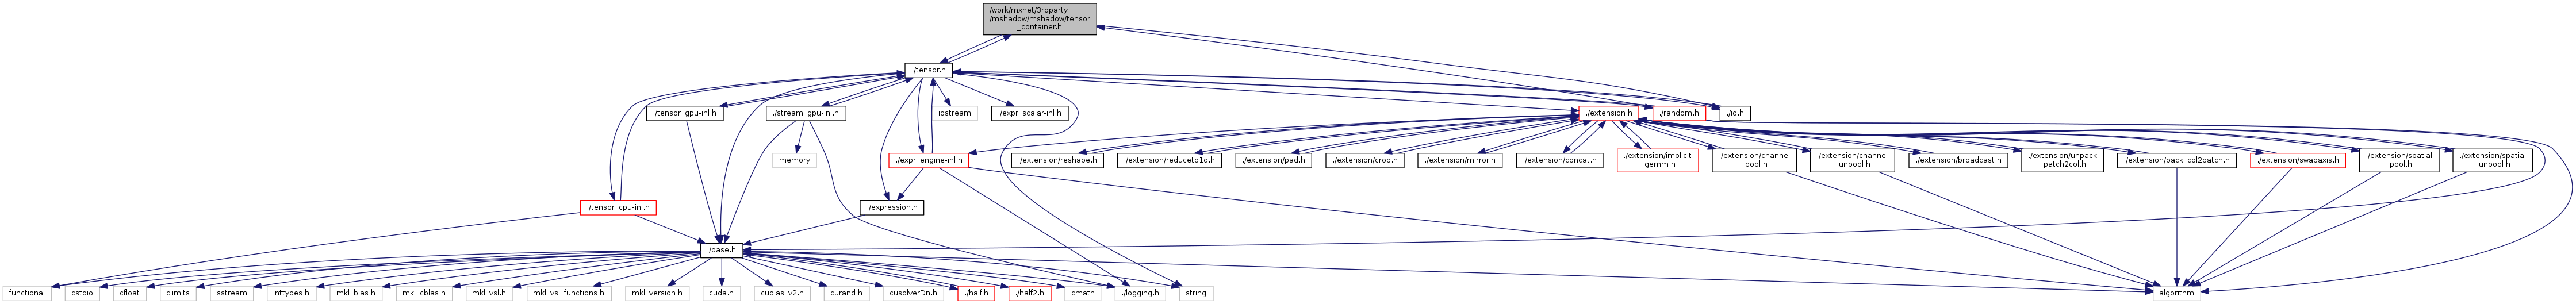 /work/mxnet/3rdparty
/mshadow/mshadow/tensor
_container.h
./tensor.h
./tensor_gpu-inl.h
./stream_gpu-inl.h
iostream
./expr_scalar-inl.h
./extension.h
./random.h
./io.h
memory
./expr_engine-inl.h
./extension/reshape.h
./extension/reduceto1d.h
./extension/pad.h
./extension/crop.h
./extension/mirror.h
./extension/concat.h
./extension/implicit
_gemm.h
./extension/channel
_pool.h
./extension/channel
_unpool.h
./extension/broadcast.h
./extension/unpack
_patch2col.h
./extension/pack_col2patch.h
./extension/swapaxis.h
./extension/spatial
_pool.h
./extension/spatial
_unpool.h
./tensor_cpu-inl.h
./expression.h
./base.h
functional
cstdio
cfloat
climits
sstream
inttypes.h
mkl_blas.h
mkl_cblas.h
mkl_vsl.h
mkl_vsl_functions.h
mkl_version.h
cuda.h
cublas_v2.h
curand.h
cusolverDn.h
./half.h
./half2.h
cmath
./logging.h
string
algorithm